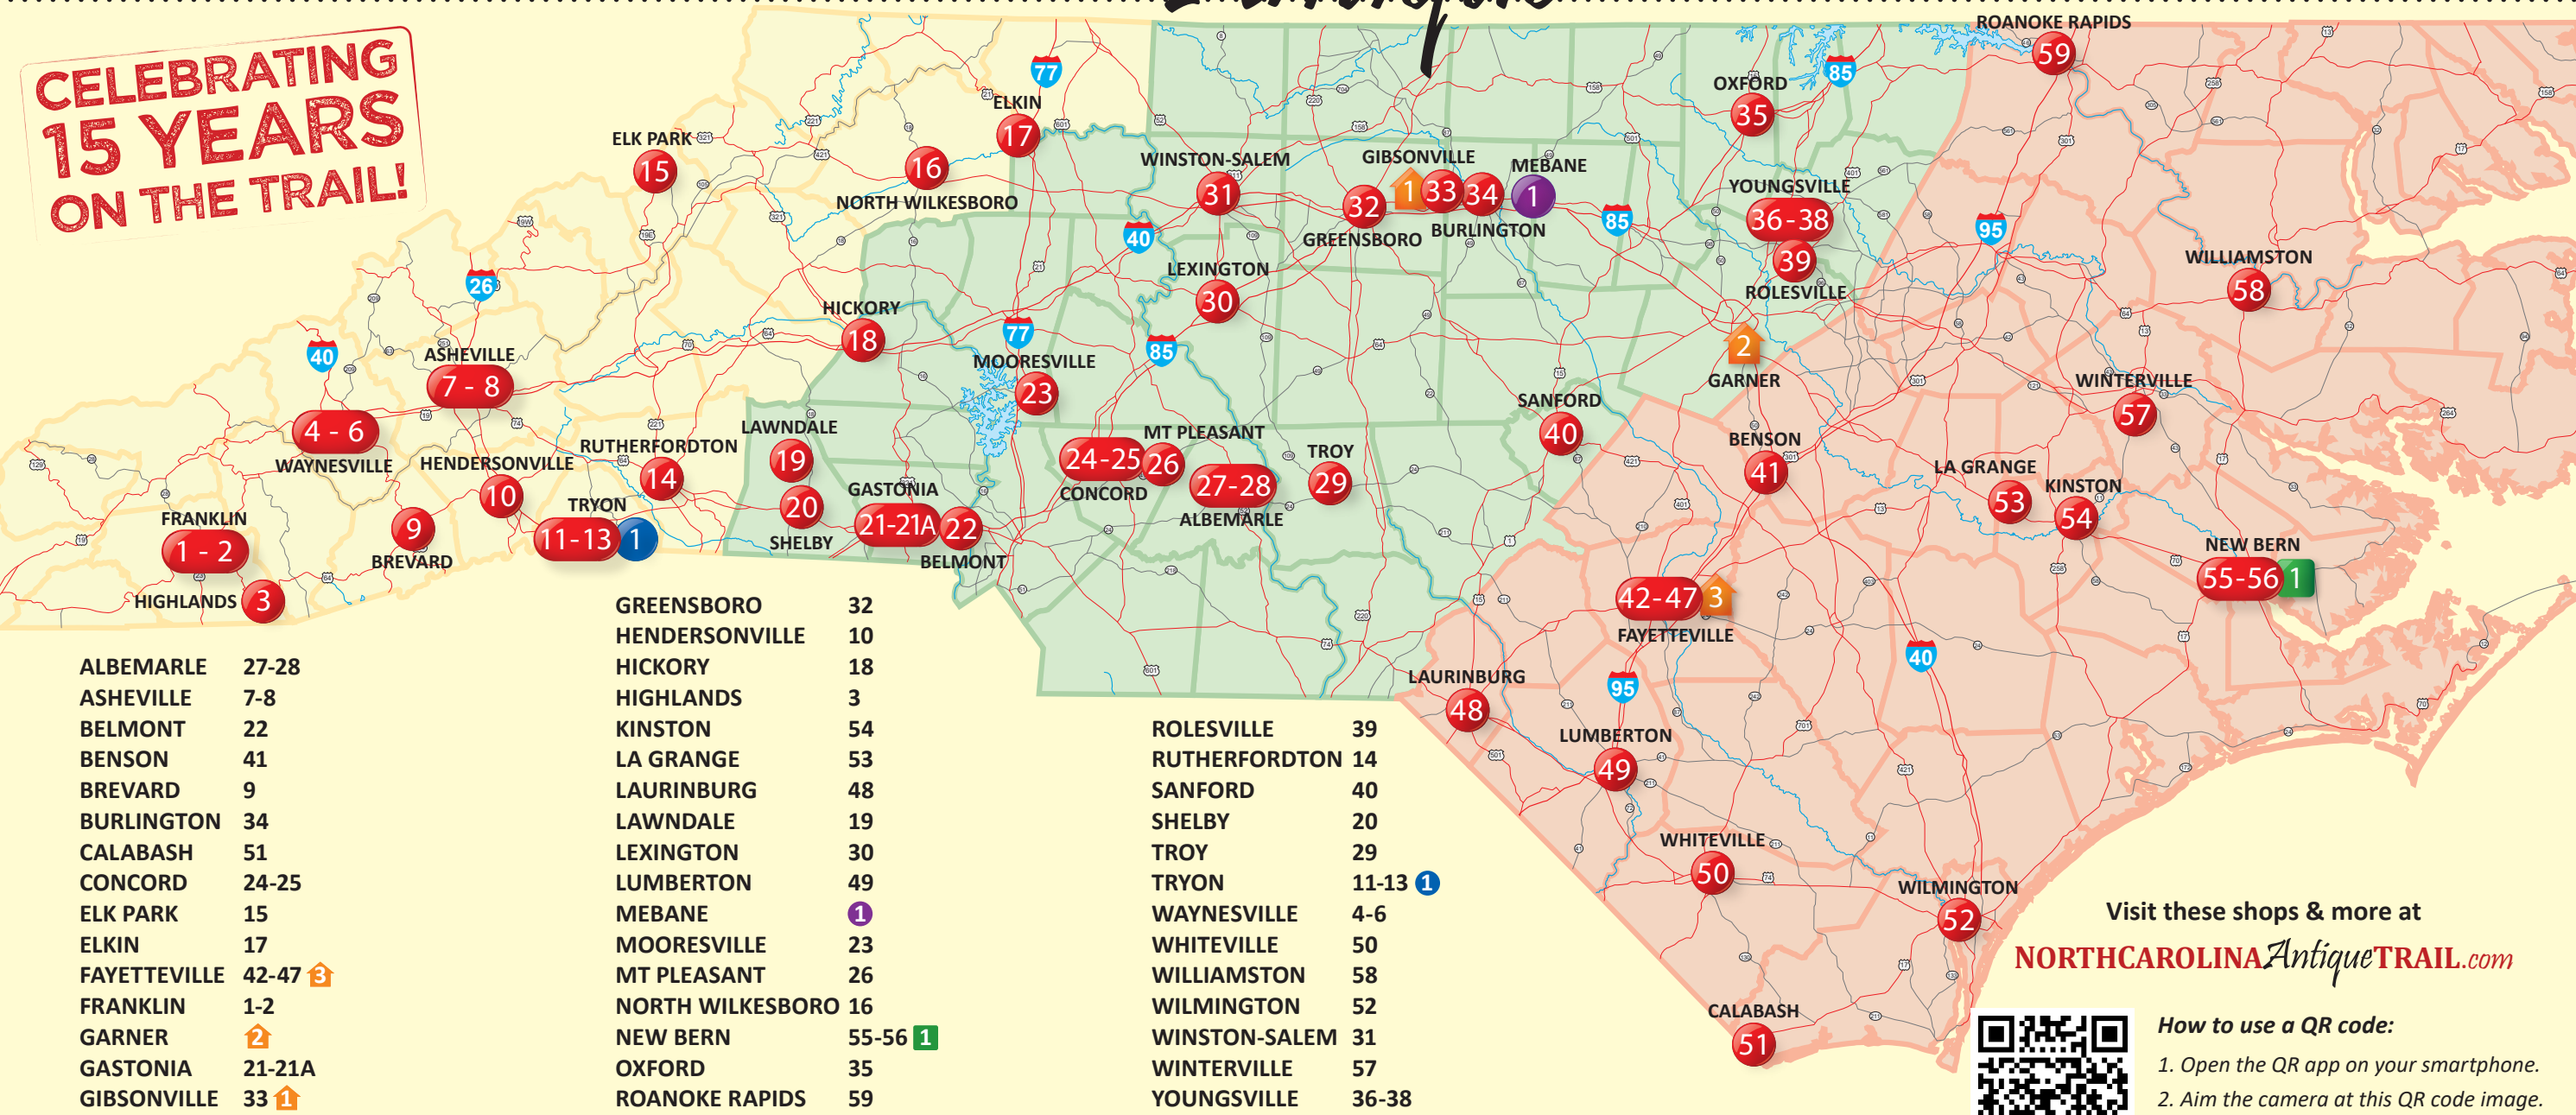 CELEBRATING
15 YEARS
ON THE TRAIL!
ROANOKE RAPIDS
59
77
85
OXFORD
35
ELKIN
17
ELK PARK
15
16
NORTH WILKESBORO
WINSTON-SALEM
31
GIBSONVILLE
32
1
33
34
MEBANE
1
GREENSBORO
BURLINGTON
85
YOUNGSVILLE
36-38
39
ROLESVILLE
95
WILLIAMSTON
58
40
26
LEXINGTON
30
HICKORY
18
77
85
MOORESVILLE
23
2
GARNER
40
ASHEVILLE
7 - 8
4 - 6
WAYNESVILLE
WINTERVILLE
57
SANFORD
40
BENSON
41
LAWNDALE
19
RUTHERFORDTON
14
HENDERSONVILLE
10
MT PLEASANT
24-25
26
CONCORD
27-28
ALBEMARLE
TROY
29
LA GRANGE
53
KINSTON
54
20
SHELBY
GASTONIA
21-21A
22
BELMONT
TRYON
11-13
1
9
BREVARD
FRANKLIN
1 - 2
HIGHLANDS
3
NEW BERN
55-56
1
42-47
3
FAYETTEVILLE
40
95
LAURINBURG
48
LUMBERTON
49
WHITEVILLE
50
WILMINGTON
52
CALABASH
51
ALBEMARLE 27-28
ASHEVILLE 7-8
BELMONT 22
BENSON 41
BREVARD 9
BURLINGTON 34
CALABASH 51
CONCORD 24-25
ELK PARK 15
ELKIN 17
FAYETTEVILLE 42-47 3
FRANKLIN 1-2
GARNER 2
GASTONIA 21-21A
GIBSONVILLE 33 1
GREENSBORO 32
HENDERSONVILLE 10
HICKORY 18
HIGHLANDS 3
KINSTON 54
LA GRANGE 53
LAURINBURG 48
LAWNDALE 19
LEXINGTON 30
LUMBERTON 49
MEBANE 1
MOORESVILLE 23
MT PLEASANT 26
NORTH WILKESBORO 16
NEW BERN 55-56 1
OXFORD 35
ROANOKE RAPIDS 59
ROLESVILLE 39
RUTHERFORDTON 14
SANFORD 40
SHELBY 20
TROY 29
TRYON 11-13 1
WAYNESVILLE 4-6
WHITEVILLE 50
WILLIAMSTON 58
WILMINGTON 52
WINSTON-SALEM 31
WINTERVILLE 57
YOUNGSVILLE 36-38
Visit these shops & more at
NORTHCAROLINAAntiqueTRAIL.com
How to use a QR code:
1. Open the QR app on your smartphone.
2. Aim the camera at this QR code image.